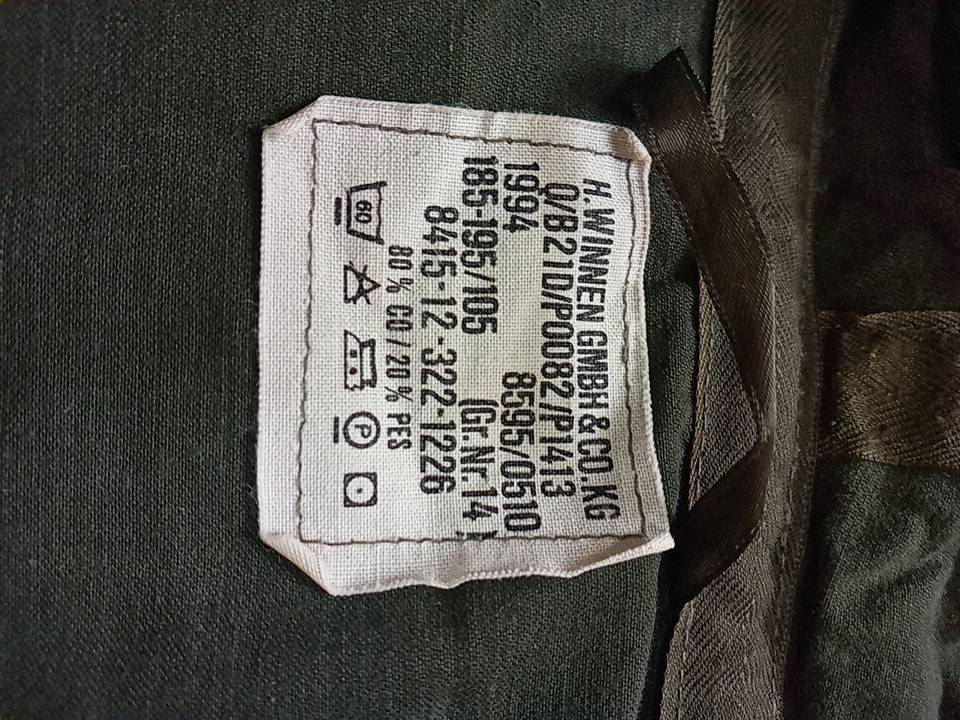 H.WINNEN GMBH & CO.KG
Q/B21D/P0082/P1413
1994 8595/0510
185-195/105 (Gr.Nr.14)
8415-12-322-1226
80% CO / 20% PES
60 P